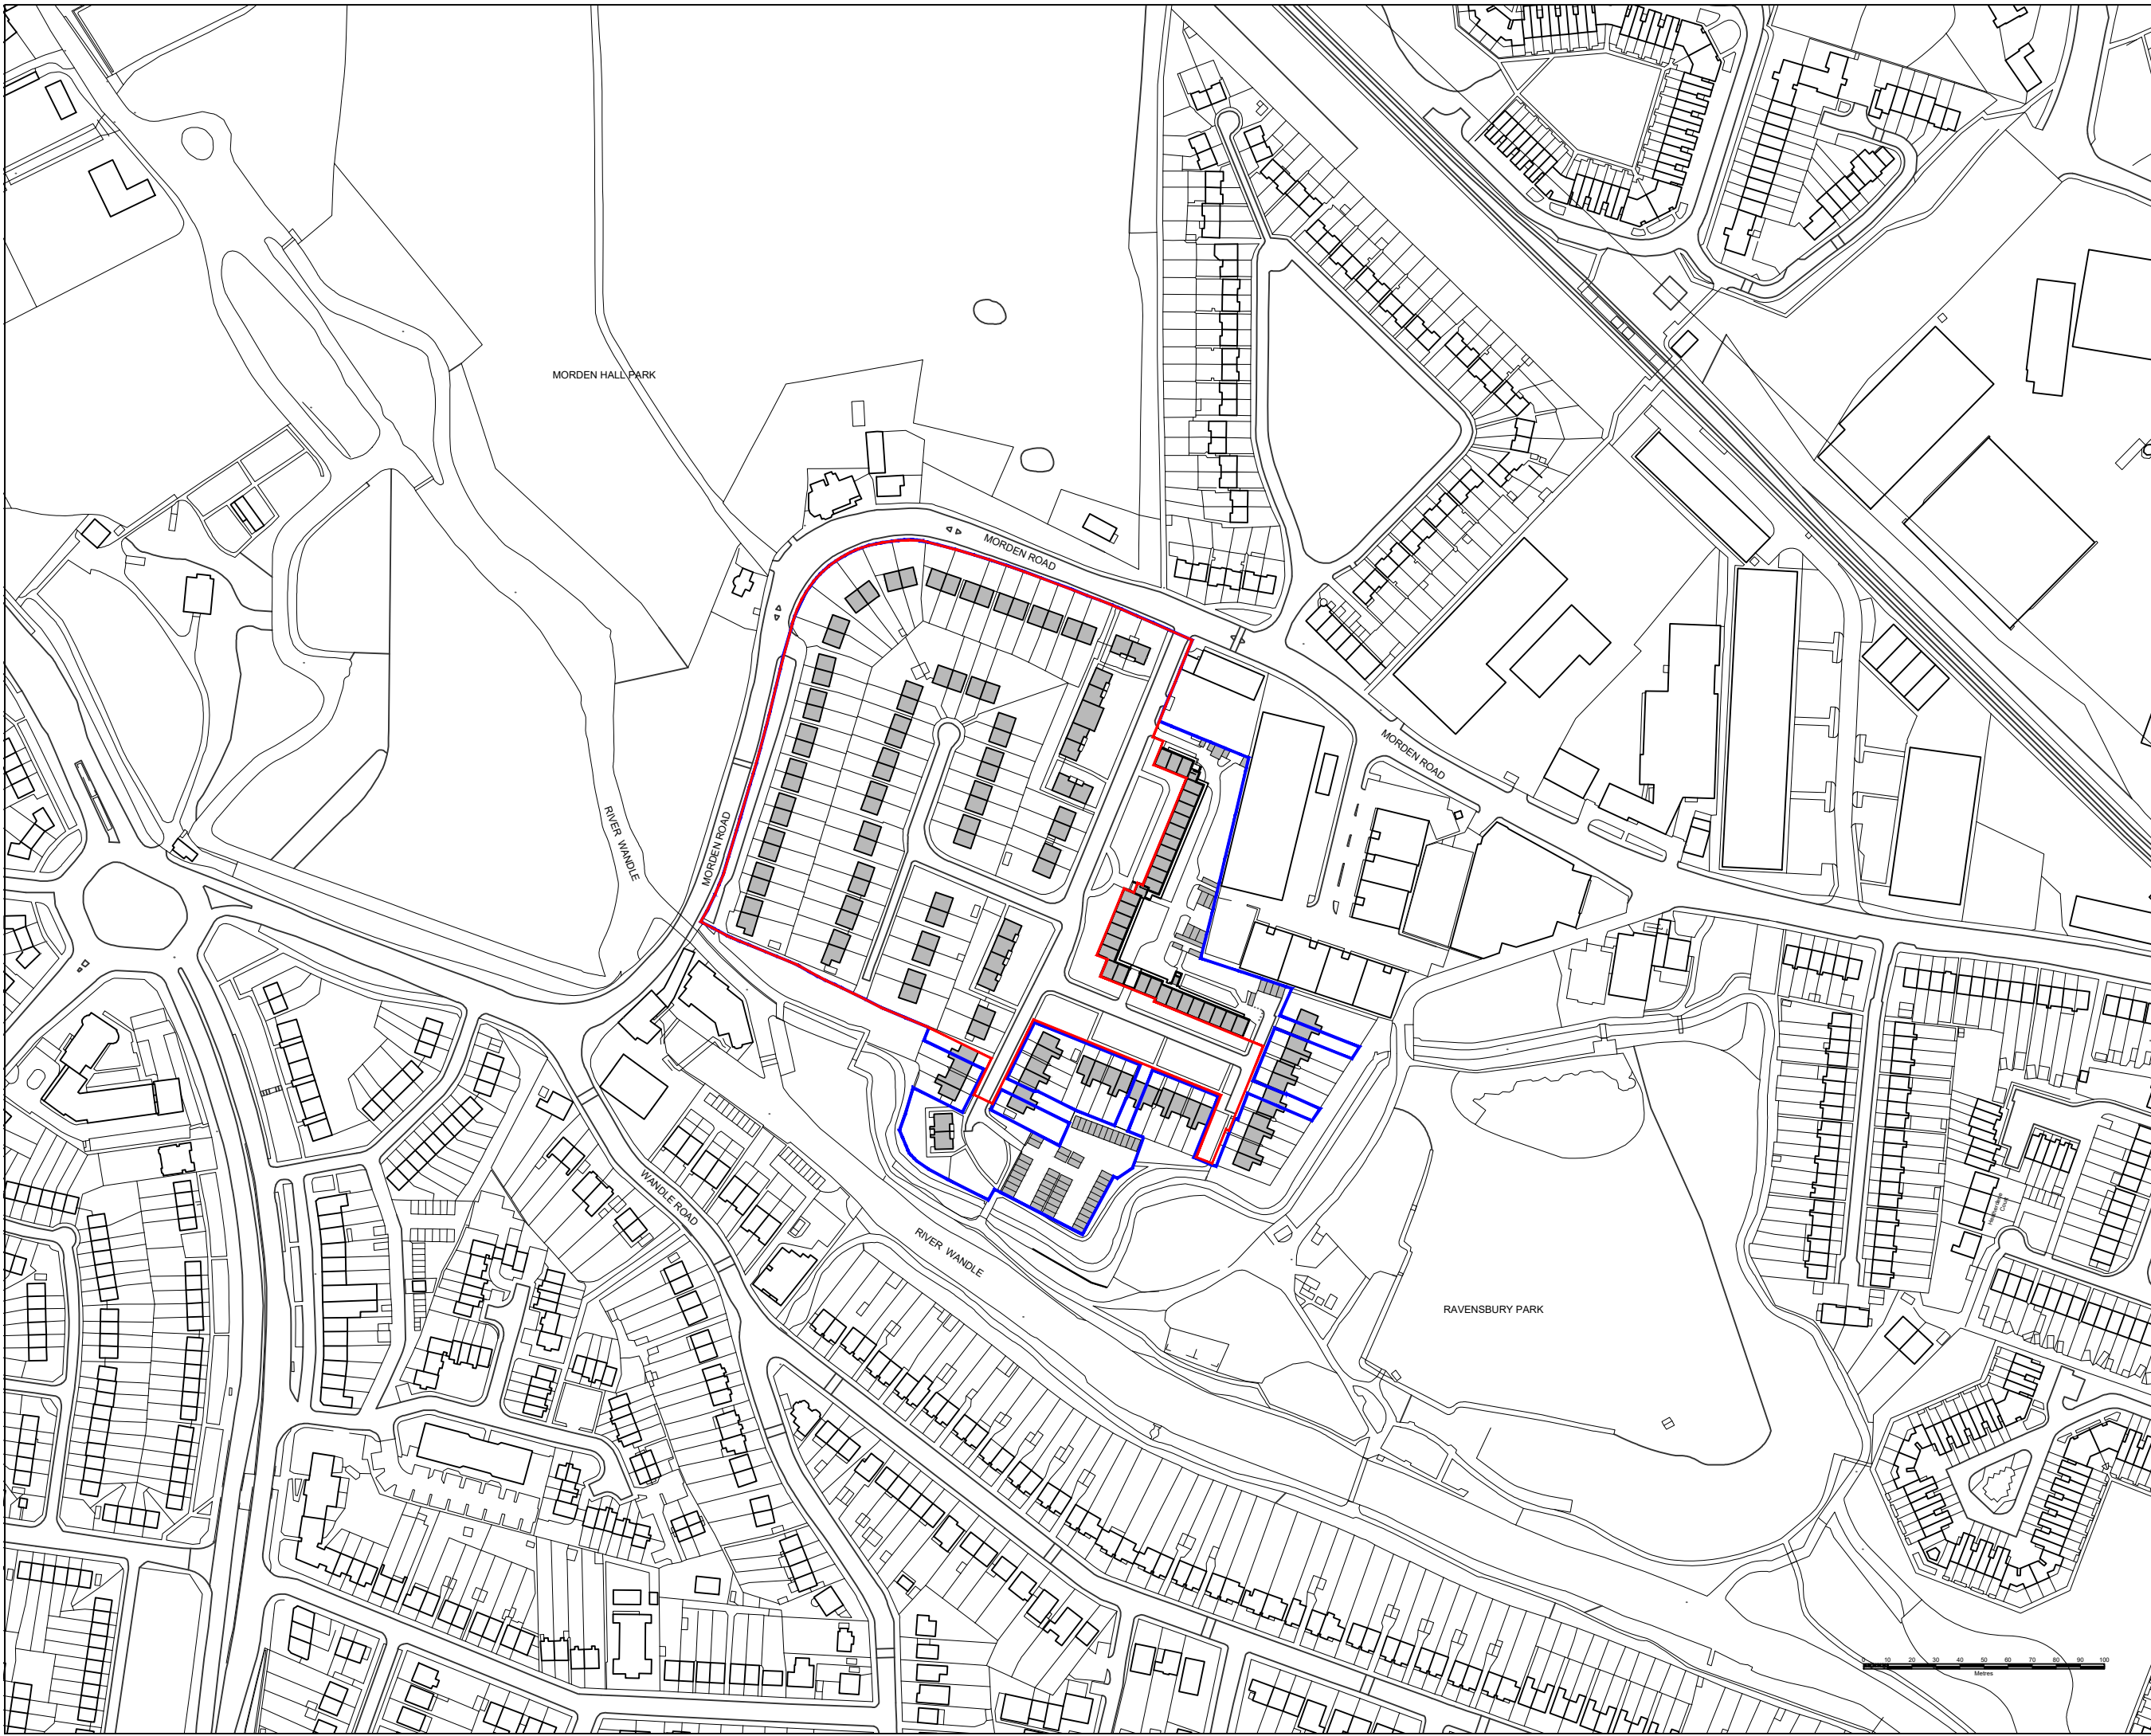 MORDEN HALL PARK
MORDEN ROAD
MORDEN ROAD
RIVER WANDLE
MORDEN ROAD
WANDLE ROAD
RIVER WANDLE
RAVENSBURY PARK
Court
0 10 20 30 40 50 60 70 80 90 100
Metres